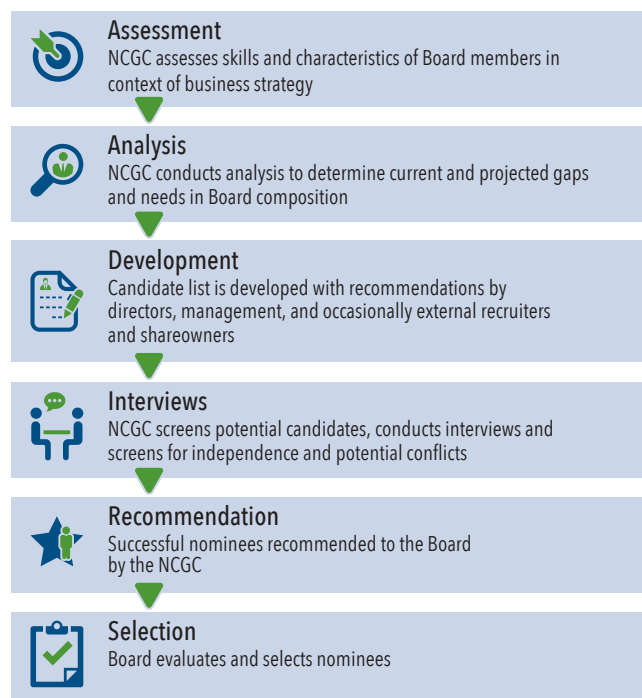 Assessment
NCGC assesses skills and characteristics of Board members in
context of business strategy
Analysis
NCGC conducts analysis to determine current and projected gaps
and needs in Board composition
Development
Candidate list is developed with recommendations by
directors, management, and occasionally external recruiters
and shareowners
Interviews
NCGC screens potential candidates, conducts interviews and
screens for independence and potential conflicts
Recommendation
Successful nominees recommended to the Board
by the NCGC
Selection
Board evaluates and selects nominees